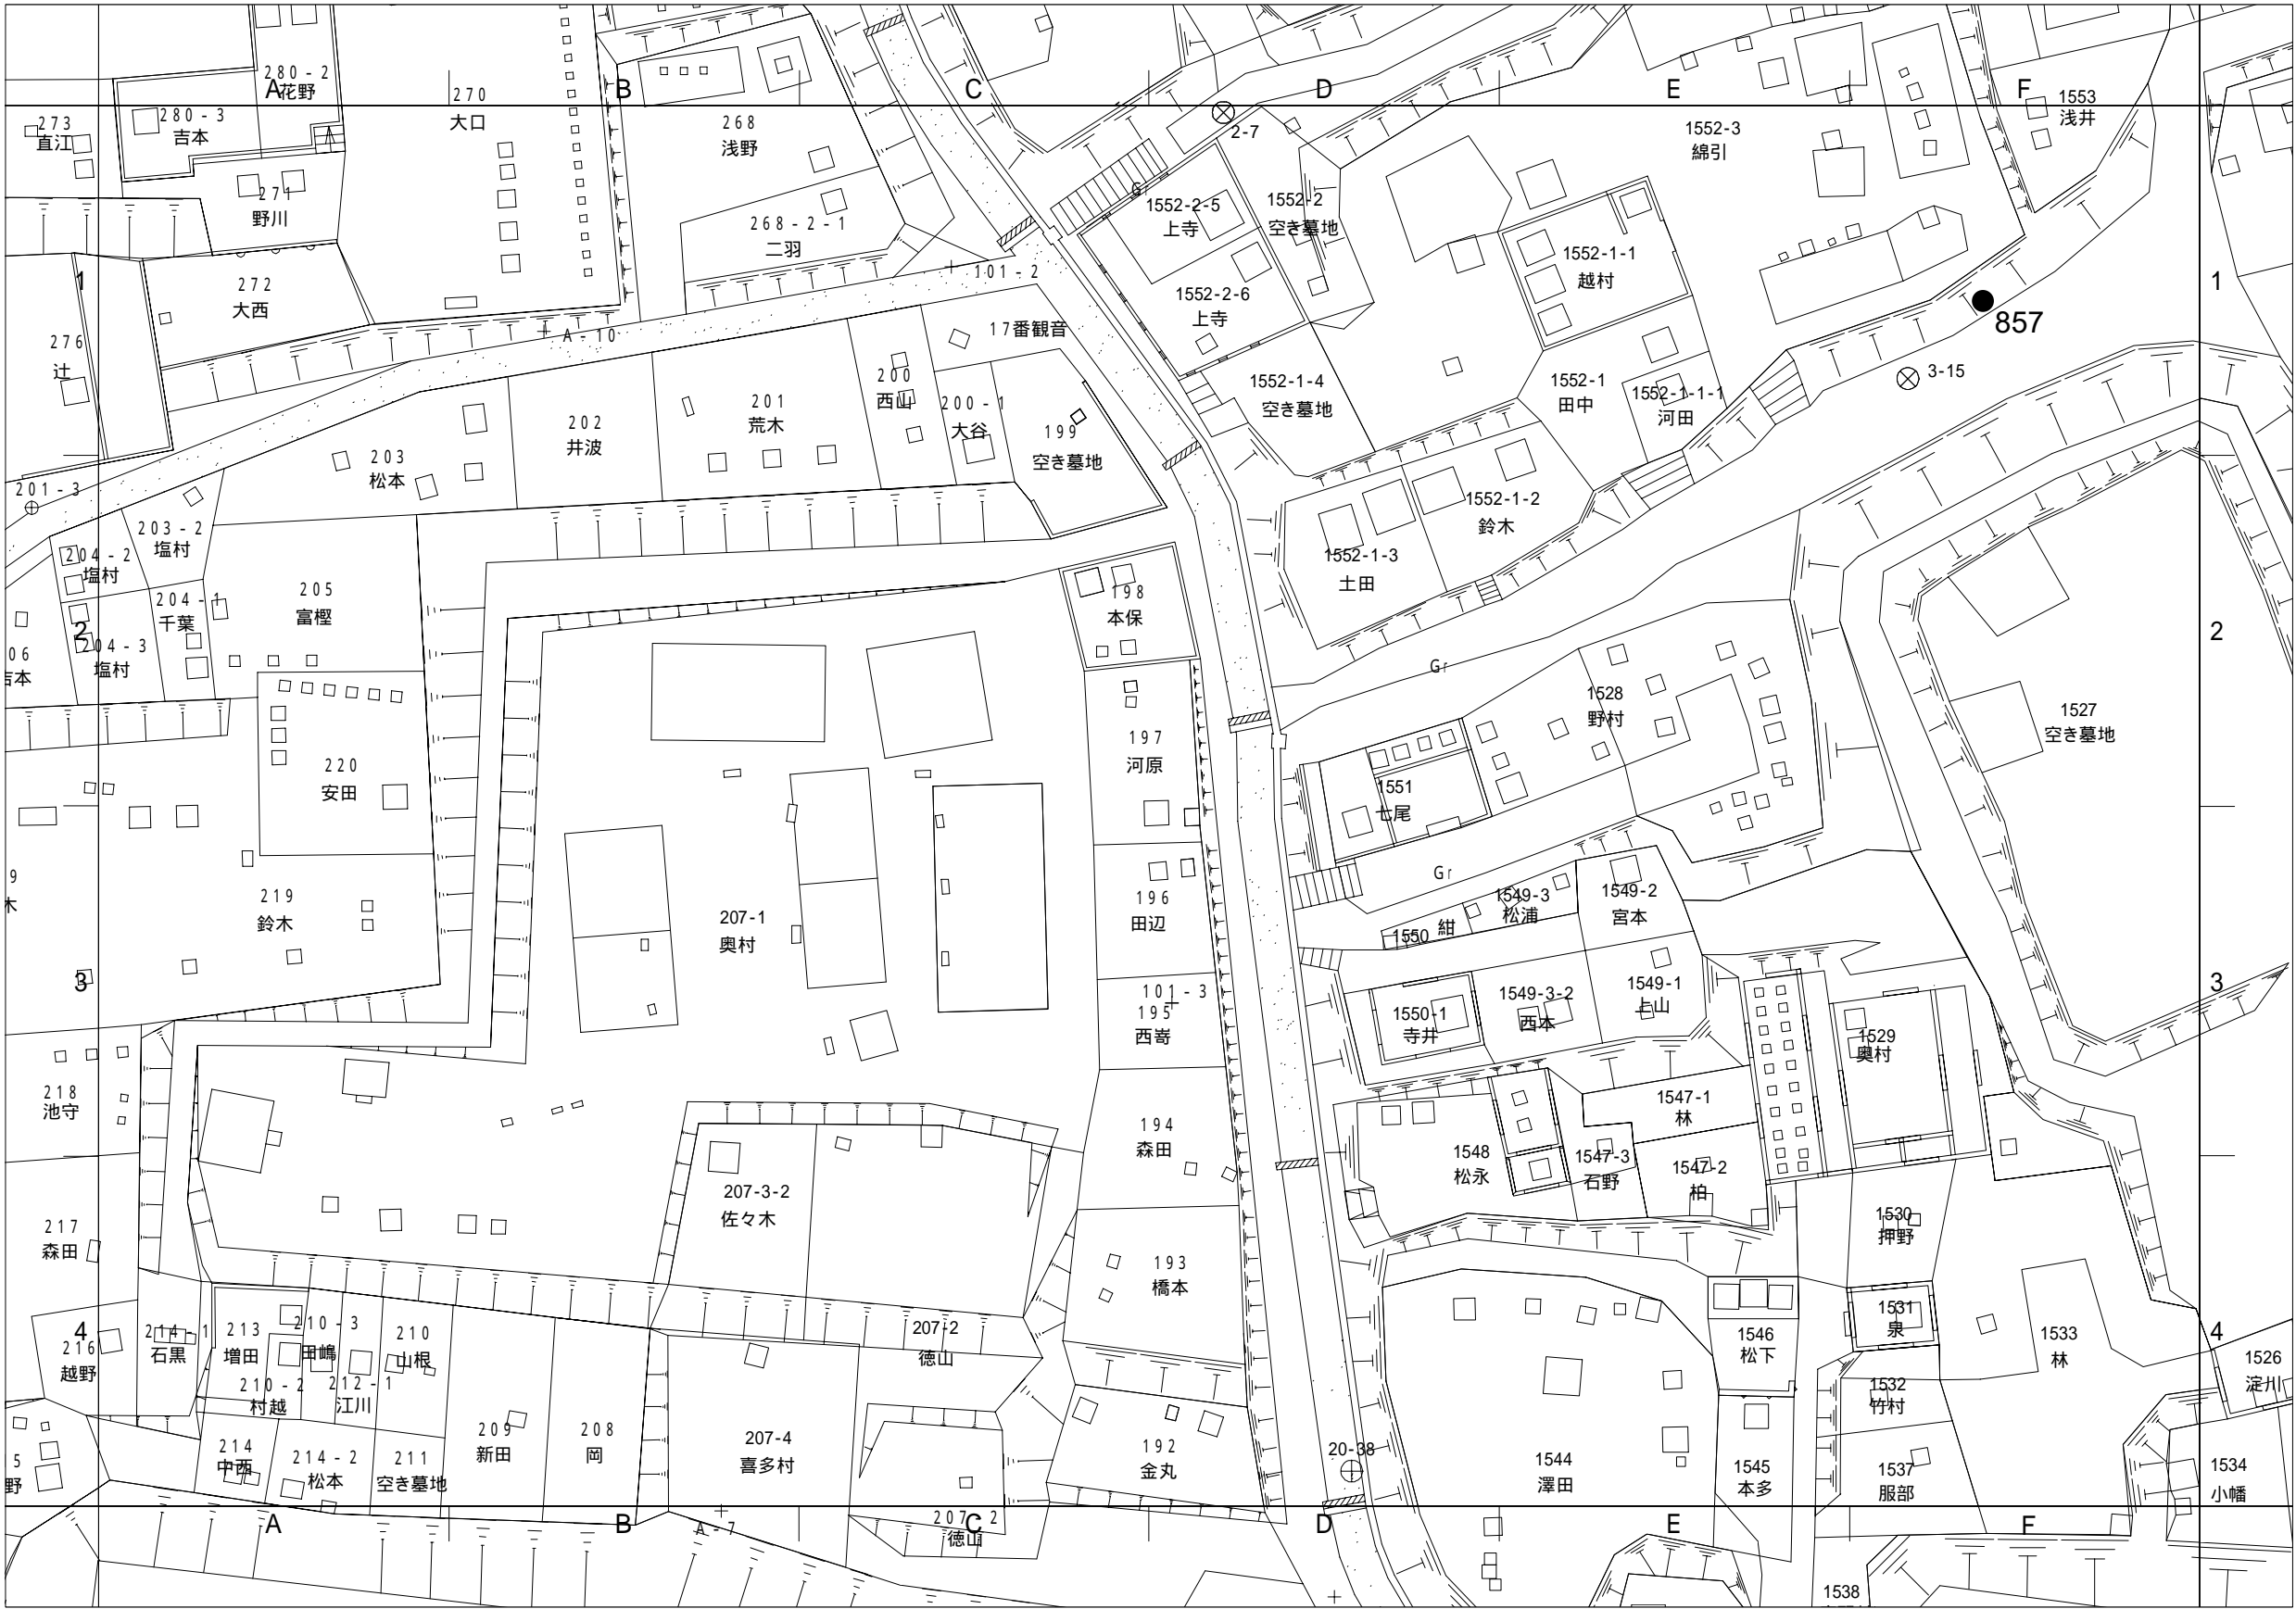 280-2
花野
A
B
C
D
E
F
270
大口
280-3
吉本
273
直江
271
野川
268
浅野
268-2-1
二羽
2-7
Gr
1552-2-5
上寺
1552-2
空き墓地
1552-3
綿引
1553
浅井
1552-2-6
上寺
1552-1-1
越村
1
272
大西
276
辻
101-2
A-10
17番観音
857
3-15
1
200
西山
200-1
大谷
199
空き墓地
201
荒木
202
井波
203
松本
1552-1-4
空き墓地
1552-1
田中
1552-1-1-1
河田
201-3
203-2
塩村
204-2
塩村
204-1
千葉
204-3
塩村
2
06
吉本
205
富樫
1552-1-2
鈴木
1552-1-3
土田
198
本保
2
Gr
197
河原
1528
野村
1527
空き墓地
220
安田
1551
七尾
9
木
219
鈴木
207-1
奥村
196
田辺
Gr
1549-3
松浦
1549-2
宮本
1550
紺
3
101-3
195
西嵜
1550-1
寺井
1549-3-2
西本
1549-1
上山
1529
奥村
3
218
池守
194
森田
1547-1
林
1548
松永
1547-3
石野
1547-2
柏
207-3-2
佐々木
217
森田
193
橋本
1530
押野
4
216
越野
214-1
石黒
213
増田
210-3
田嶋
210
山根
210-2
村越
212-1
江川
207-2
徳山
1546
松下
1531
泉
1533
林
4
1526
淀川
1532
竹村
5
野
214
中西
214-2
松本
211
空き墓地
209
新田
208
岡
207-4
喜多村
192
金丸
20-38
1544
澤田
1545
本多
1537
服部
1534
小幡
A
B
A-7
C
207-2
徳山
D
E
F
1538